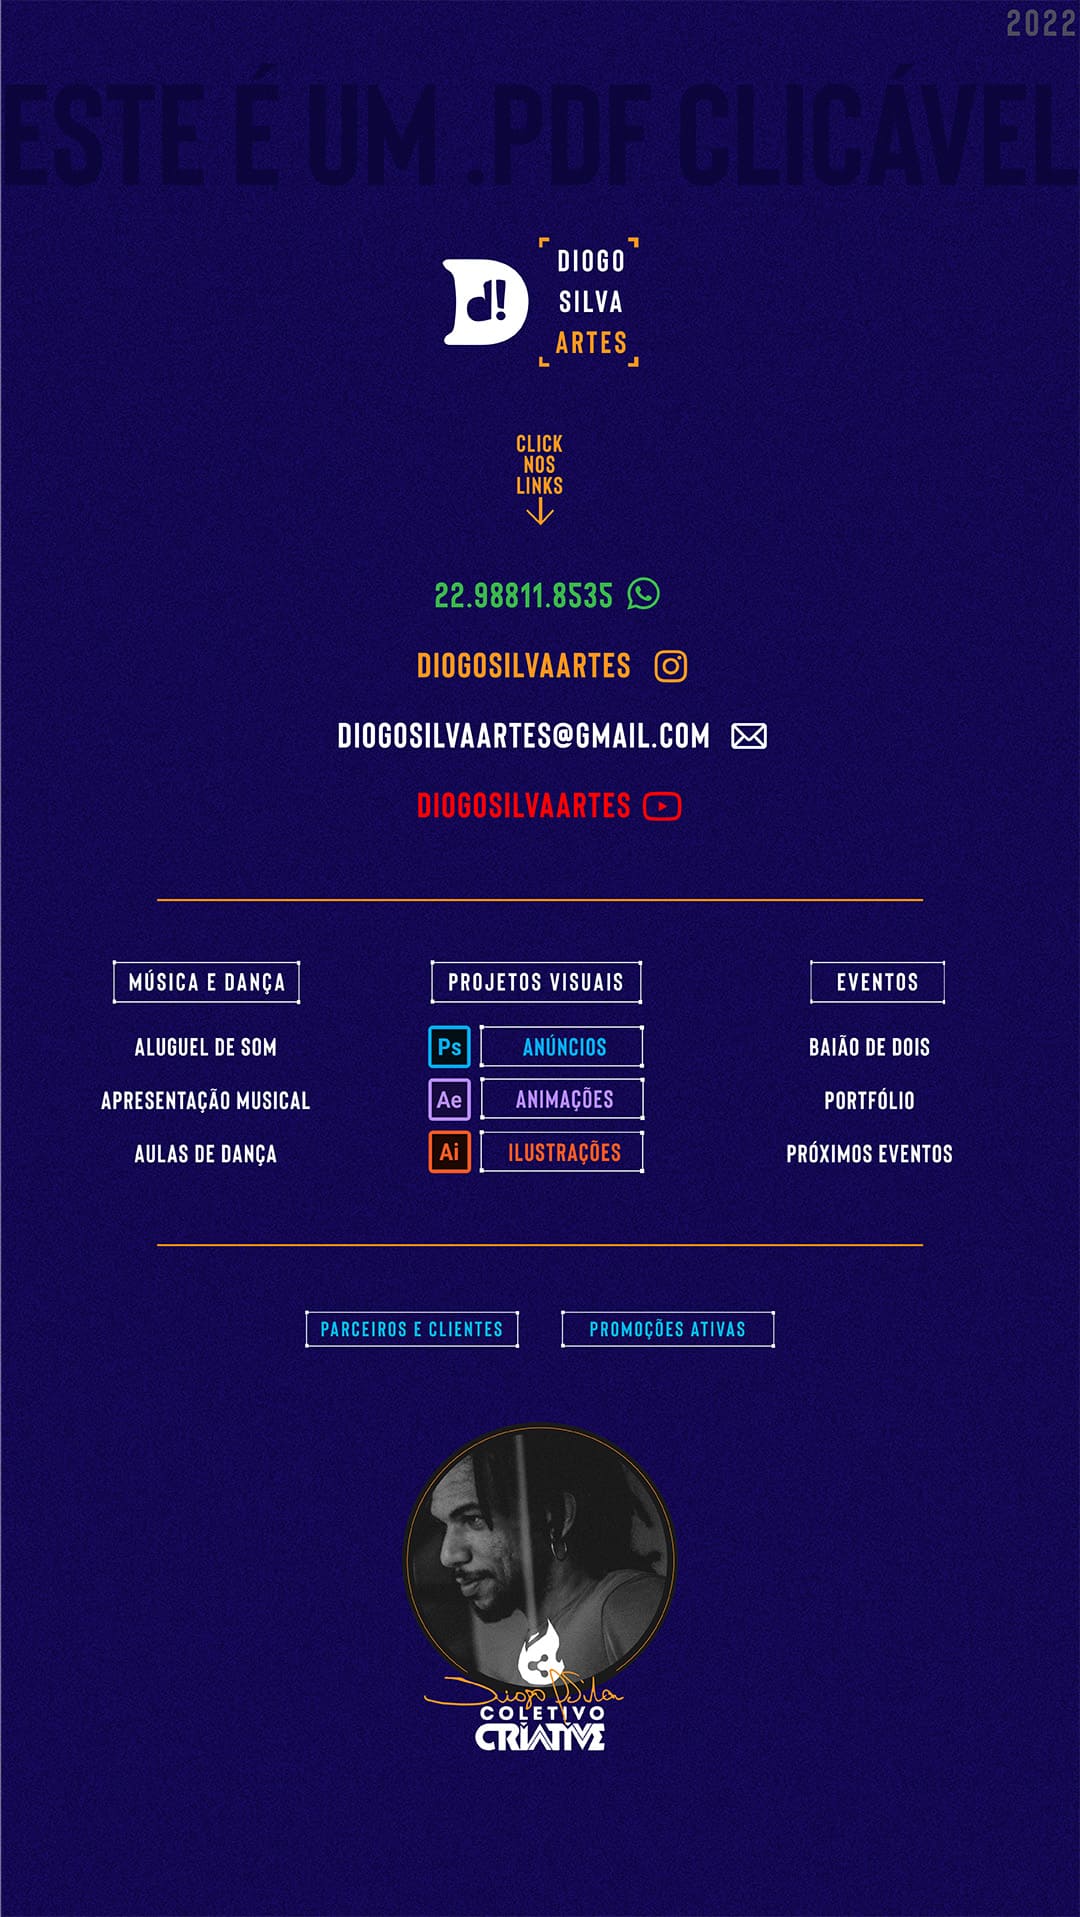 2022
ESTE É UM .PDF CLICÁVEL
d!
DIOGO
SILVA
ARTES
CLICK
NOS
LINKS
22.98811.8535
DIOGOSILVAARTES
DIOGOSILVAARTES@GMAIL.COM
DIOGOSILVAARTES
MÚSICA E DANÇA
ALUGUEL DE SOM
APRESENTAÇÃO MUSICAL
AULAS DE DANÇA
PROJETOS VISUAIS
Ps ANÚNCIOS
Ae ANIMAÇÕES
Ai ILUSTRAÇÕES
EVENTOS
BAIÃO DE DOIS
PORTFÓLIO
PRÓXIMOS EVENTOS
PARCEIROS E CLIENTES
PROMOÇÕES ATIVAS
Diogo Silva
COLETIVO
CRIATIVE